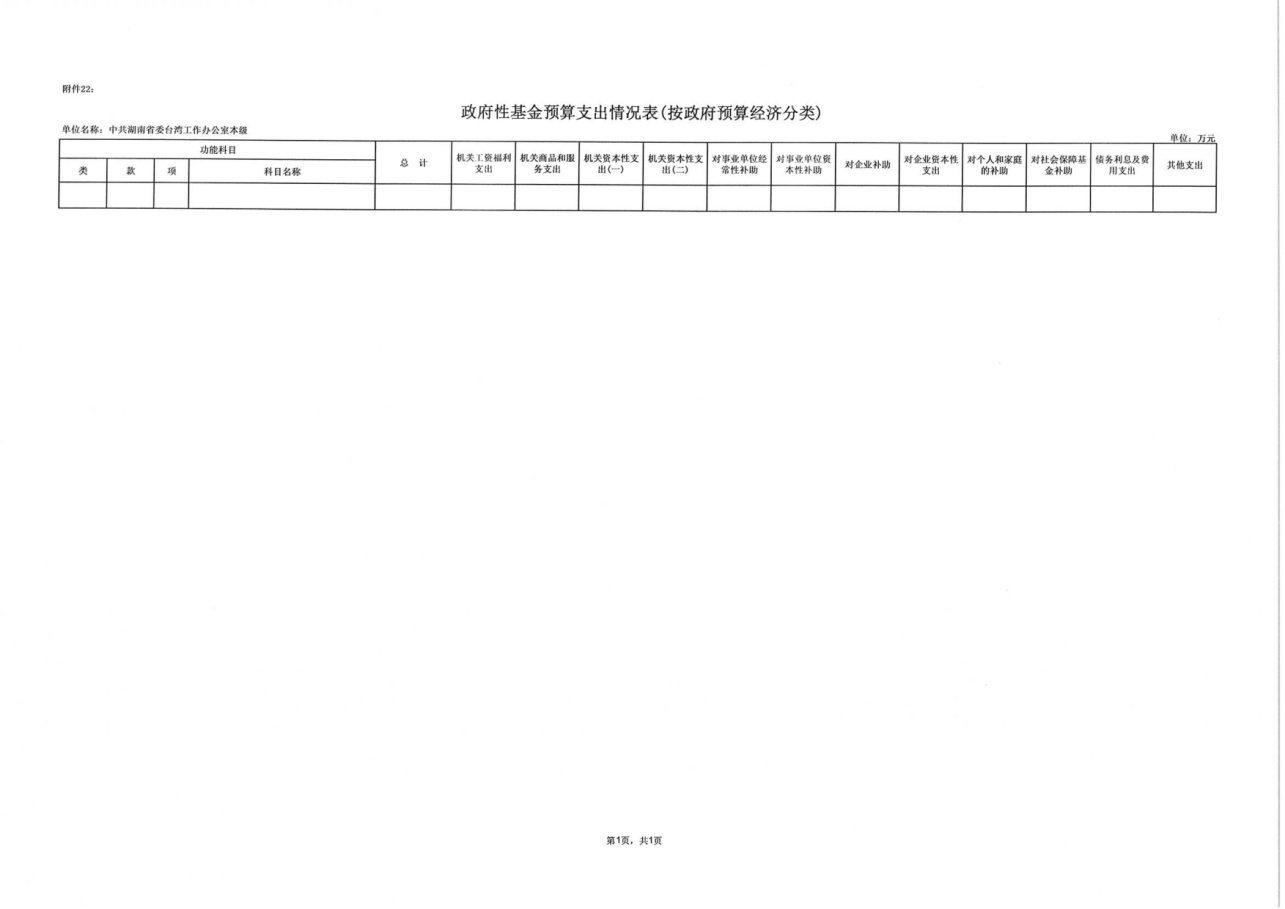 附件22：
政府性基金预算支出情况表(按政府预算经济分类)
单位名称：中共湖南省委台湾工作办公室本级
单位：万元
功能科目
总 计
机关工资福利
支出
机关商品和服
务支出
机关资本性支
出(一)
机关资本性支
出(二)
对事业单位经
常性补助
对事业单位资
本性补助
对企业补助
对企业资本性
支出
对个人和家庭
的补助
对社会保障基
金补助
债务利息及费
用支出
其他支出
类 款 项 科目名称
第1页，共1页